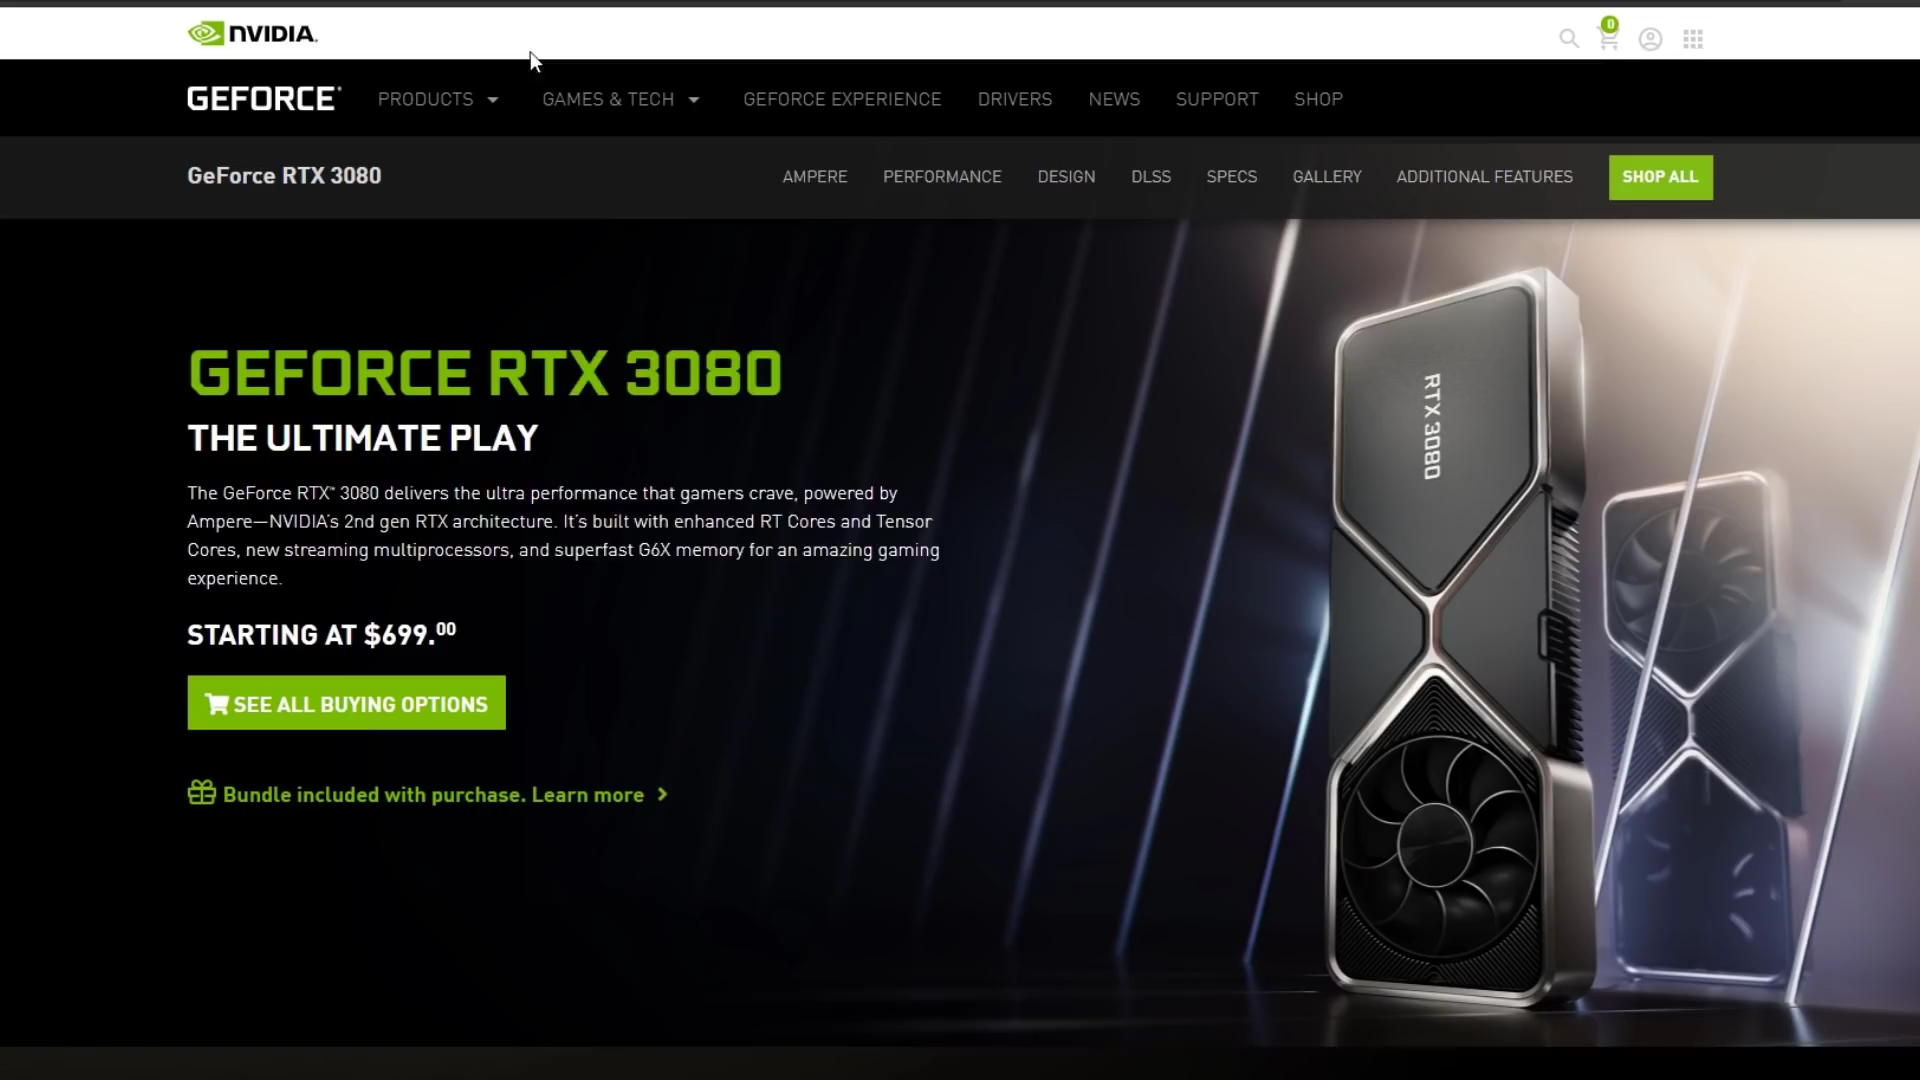 NVIDIA.
0
GEFORCE®
PRODUCTS
GAMES & TECH
GEFORCE EXPERIENCE
DRIVERS
NEWS
SUPPORT
SHOP
GeForce RTX 3080
AMPERE
PERFORMANCE
DESIGN
DLSS
SPECS
GALLERY
ADDITIONAL FEATURES
SHOP ALL
GEFORCE RTX 3080
THE ULTIMATE PLAY
The GeForce RTX™ 3080 delivers the ultra performance that gamers crave, powered by
Ampere—NVIDIA's 2nd gen RTX architecture. It's built with enhanced RT Cores and Tensor
Cores, new streaming multiprocessors, and superfast G6X memory for an amazing gaming
experience.
STARTING AT $699.00
SEE ALL BUYING OPTIONS
Bundle included with purchase. Learn more
RTX 3080